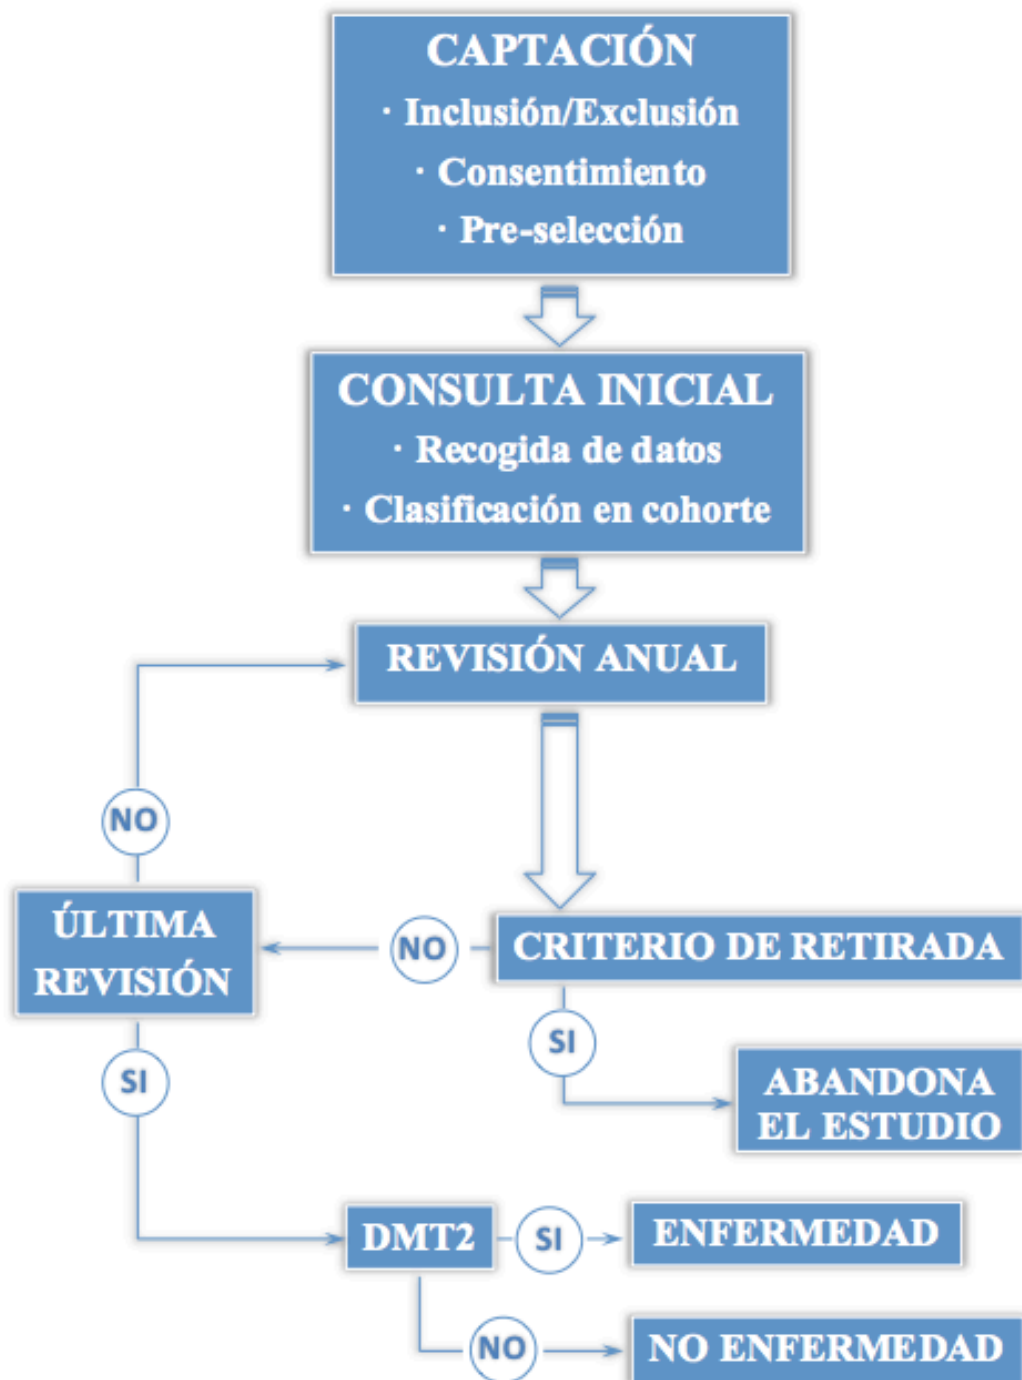 CAPTACIÓN
· Inclusión/Exclusión
· Consentimiento
· Pre-selección
CONSULTA INICIAL
· Recogida de datos
· Clasificación en cohorte
REVISIÓN ANUAL
NO
ÚLTIMA
REVISIÓN
NO
CRITERIO DE RETIRADA
SI
SI
ABANDONA
EL ESTUDIO
DMT2
SI
ENFERMEDAD
NO
NO ENFERMEDAD